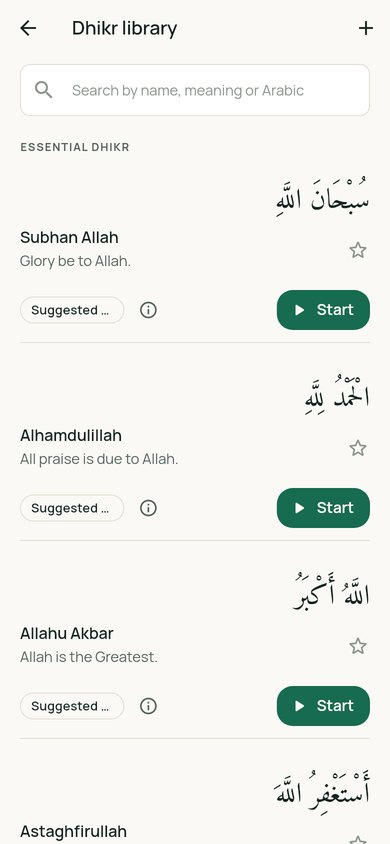 Dhikr library
Search by name, meaning or Arabic
ESSENTIAL DHIKR
سُبْحَانَ اللَّهِ
Subhan Allah
Glory be to Allah.
Suggested ...
Start
الْحَمْدُ لِلَّهِ
Alhamdulillah
All praise is due to Allah.
Suggested ...
Start
اللَّهُ أَكْبَرُ
Allahu Akbar
Allah is the Greatest.
Suggested ...
Start
أَسْتَغْفِرُ اللَّهَ
Astaghfirullah